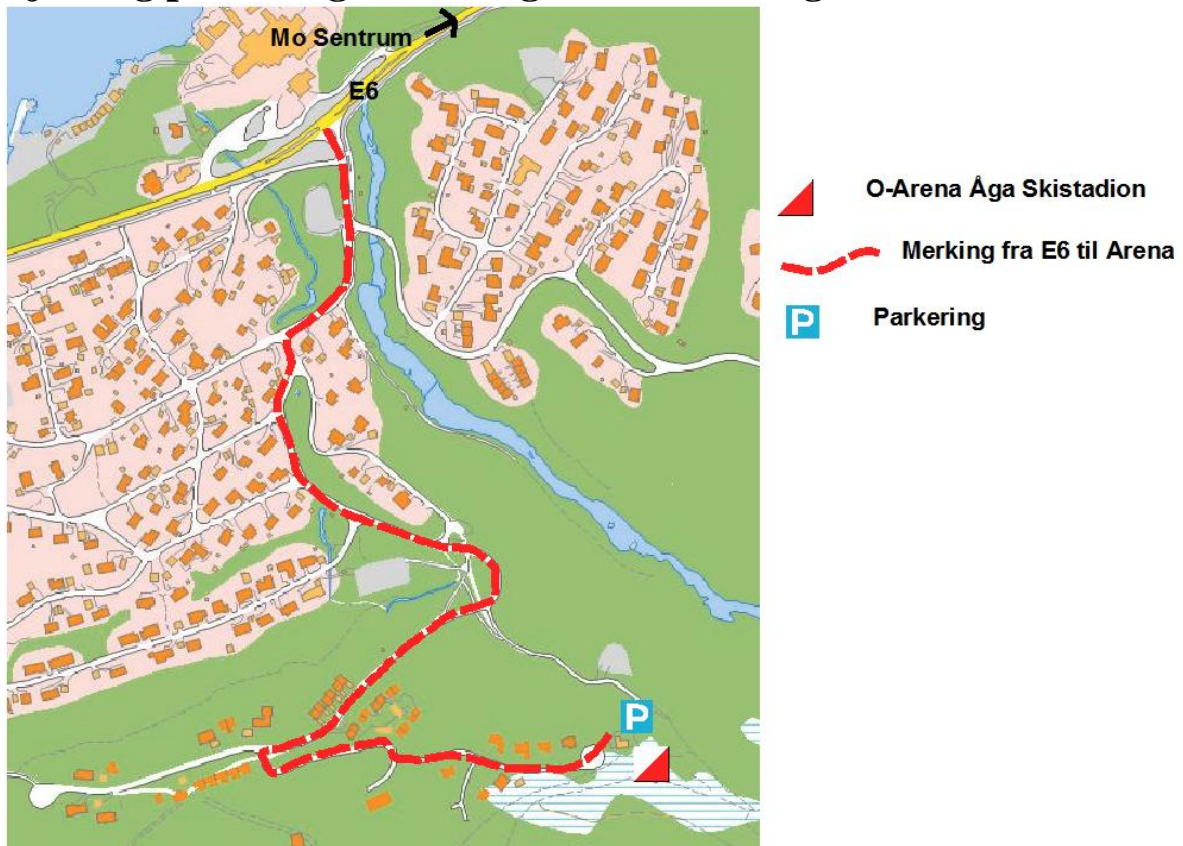 Mo Sentrum
E6
O-Arena Åga Skistadion
Merking fra E6 til Arena
P
Parkering
P